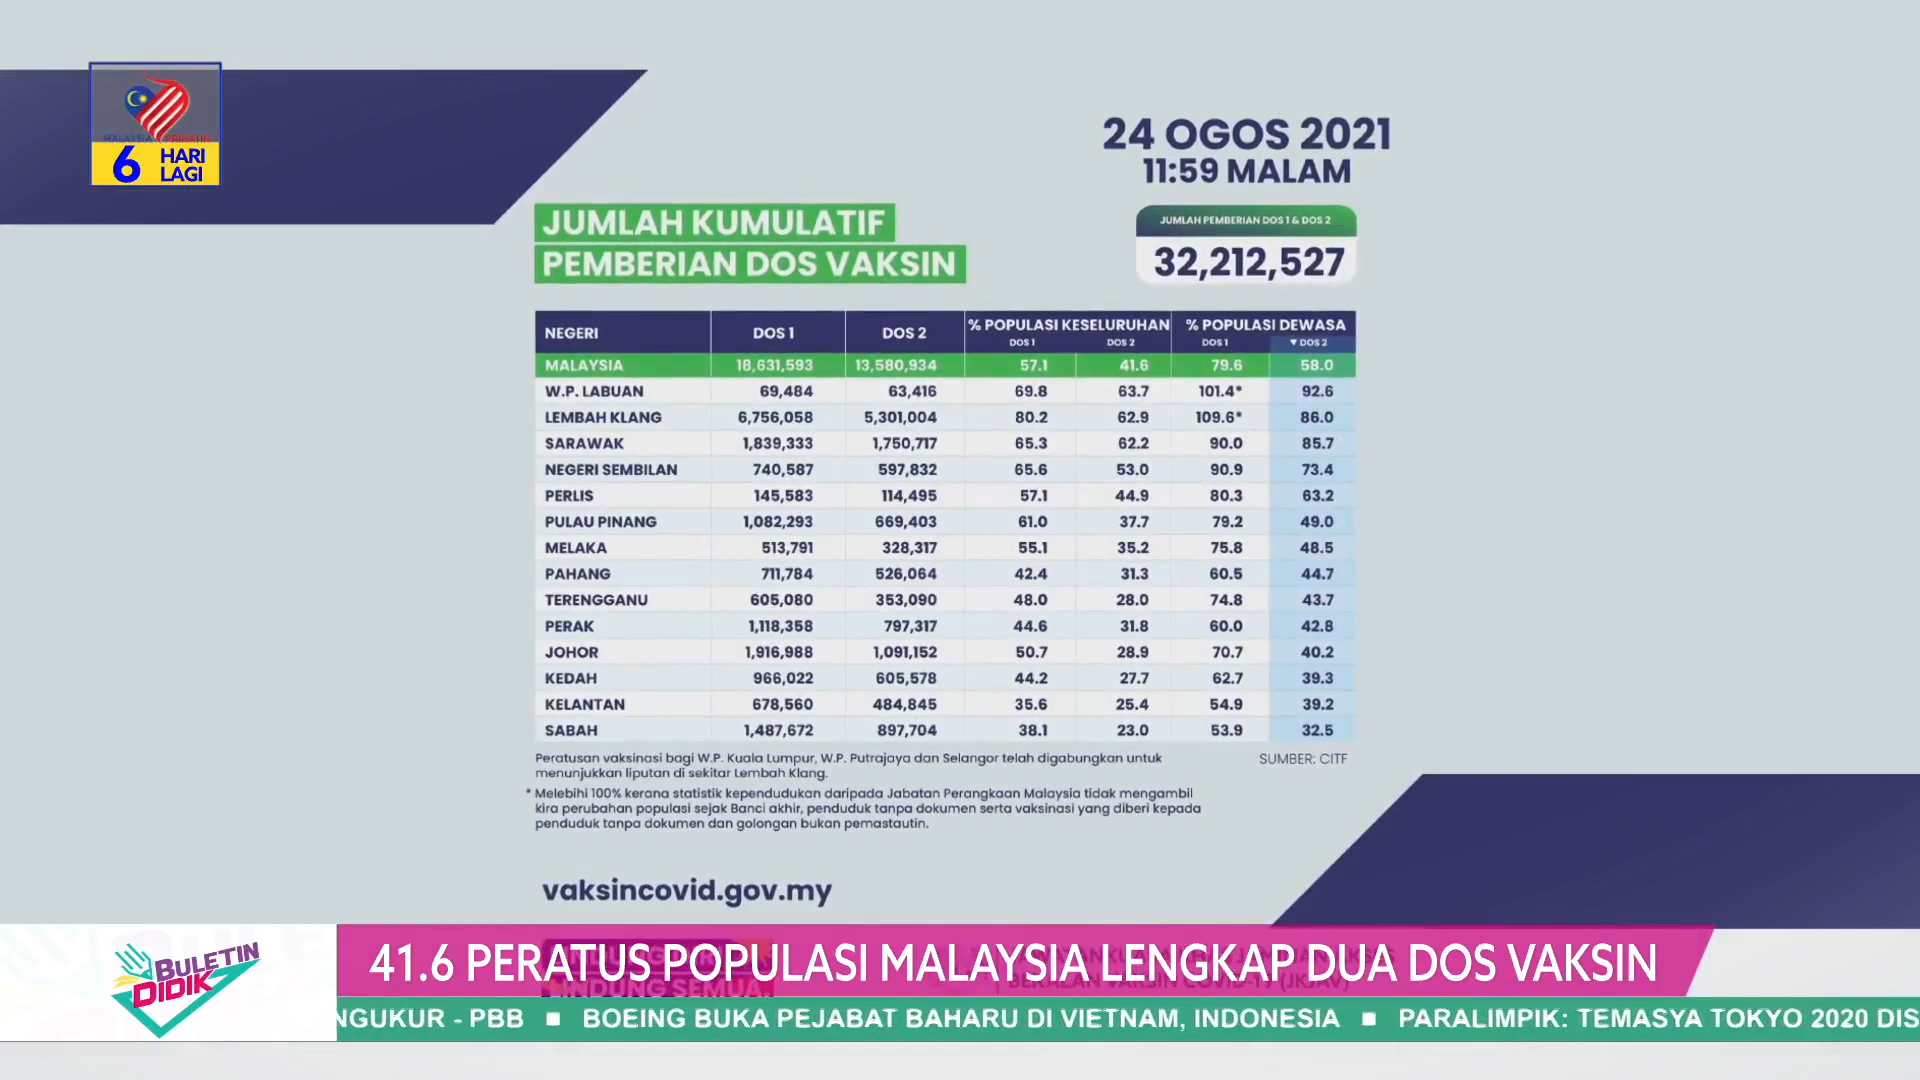 MALAYSIA PRIHATIN
6 HARI LAGI
24 OGOS 2021
11:59 MALAM
JUMLAH KUMULATIF
PEMBERIAN DOS VAKSIN
JUMLAH PEMBERIAN DOS 1 & DOS 2
32,212,527
NEGERI DOS 1 DOS 2 % POPULASI KESELURUHAN % POPULASI DEWASA
DOS 1 DOS 2 DOS 1 ▼ DOS 2
MALAYSIA 18,631,593 13,580,934 57.1 41.6 79.6 58.0
W.P. LABUAN 69,484 63,416 69.8 63.7 101.4* 92.6
LEMBAH KLANG 6,756,058 5,301,004 80.2 62.9 109.6* 86.0
SARAWAK 1,839,333 1,750,717 65.3 62.2 90.0 85.7
NEGERI SEMBILAN 740,587 597,832 65.6 53.0 90.9 73.4
PERLIS 145,583 114,495 57.1 44.9 80.3 63.2
PULAU PINANG 1,082,293 669,403 61.0 37.7 79.2 49.0
MELAKA 513,791 328,317 55.1 35.2 75.8 48.5
PAHANG 711,784 526,064 42.4 31.3 60.5 44.7
TERENGGANU 605,080 353,090 48.0 28.0 74.8 43.7
PERAK 1,118,358 797,317 44.6 31.8 60.0 42.8
JOHOR 1,916,988 1,091,152 50.7 28.9 70.7 40.2
KEDAH 966,022 605,578 44.2 27.7 62.7 39.3
KELANTAN 678,560 484,845 35.6 25.4 54.9 39.2
SABAH 1,487,672 897,704 38.1 23.0 53.9 32.5
Peratusan vaksinasi bagi W.P. Kuala Lumpur, W.P. Putrajaya dan Selangor telah digabungkan untuk
menunjukkan liputan di sekitar Lembah Klang.
SUMBER: CITF
* Melebihi 100% kerana statistik kependudukan daripada Jabatan Perangkaan Malaysia tidak mengambil
kira perubahan populasi sejak Banci akhir, penduduk tanpa dokumen serta vaksinasi yang diberi kepada
penduduk tanpa dokumen dan golongan bukan pemastautin.
vaksincovid.gov.my
BULETIN
DIDIK
41.6 PERATUS POPULASI MALAYSIA LENGKAP DUA DOS VAKSIN
BEKALAN VAKSIN COVID-19 (JKJAV)
LINDUNG SEMUA.
NGUKUR - PBB ■ BOEING BUKA PEJABAT BAHARU DI VIETNAM, INDONESIA ■ PARALIMPIK: TEMASYA TOKYO 2020 DIS